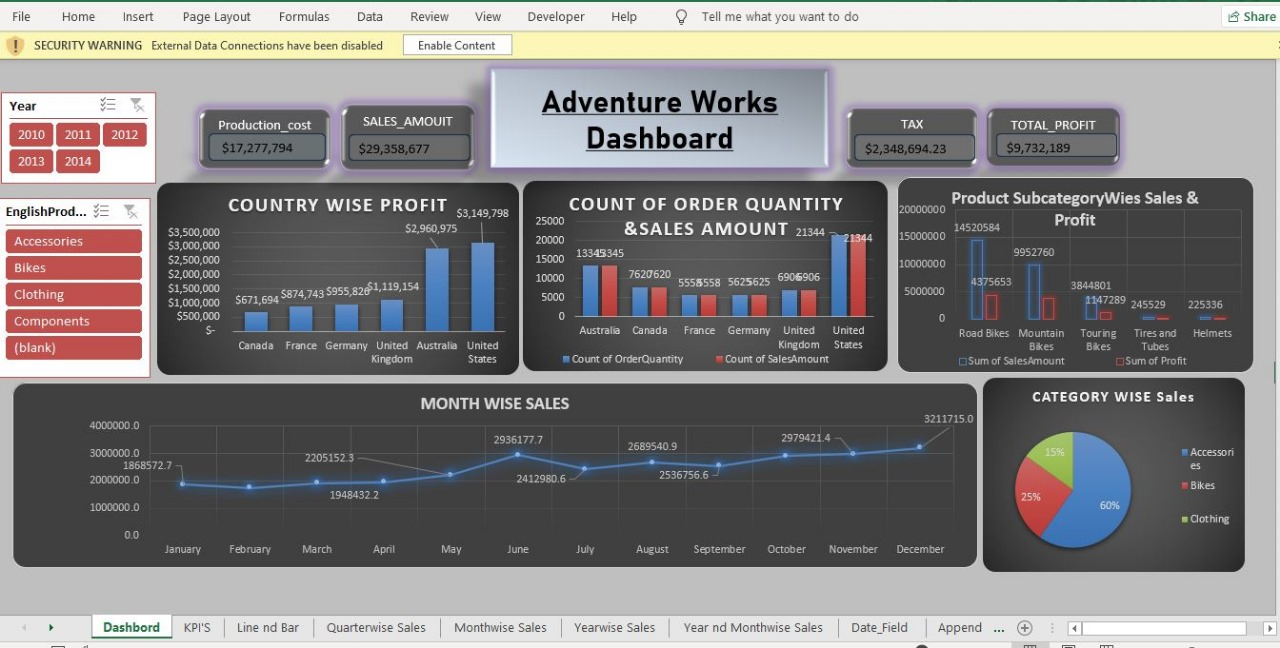 File Home Insert Page Layout Formulas Data Review View Developer Help Tell me what you want to do Share
SECURITY WARNING External Data Connections have been disabled Enable Content
Year
2010 2011 2012
2013 2014
EnglishProd...
Accessories
Bikes
Clothing
Components
(blank)
Production_cost
$17,277,794
SALES_AMOUIT
$29,358,677
Adventure Works
Dashboard
TAX
$2,348,694.23
TOTAL_PROFIT
$9,732,189
COUNTRY WISE PROFIT
$3,149,798
$2,960,975
$3,500,000
$3,000,000
$2,500,000
$2,000,000
$1,500,000
$1,000,000
$500,000
$-
$671,694 $874,743 $955,826 $1,119,154
Canada France Germany United Kingdom Australia United States
COUNT OF ORDER QUANTITY
&SALES AMOUNT
25000
20000
15000
10000
5000
0
13345 13345
7620 7620
5558 5558
5625 5625
6906 6906
21344 21344
Australia Canada France Germany United Kingdom United States
Count of OrderQuantity Count of SalesAmount
Product SubcategoryWies Sales &
Profit
20000000
15000000
10000000
5000000
0
14520584
4375653
9952760
3844801
1147289
245529
225336
Road Bikes Mountain Bikes Touring Bikes Tires and Tubes Helmets
Sum of SalesAmount Sum of Profit
MONTH WISE SALES
4000000.0
3000000.0
2000000.0
1000000.0
0.0
1868572.7
1948432.2
2205152.3
2936177.7
2412980.6
2689540.9
2536756.6
2979421.4
3211715.0
January February March April May June July August September October November December
CATEGORY WISE Sales
15%
25%
60%
Accessori
es
Bikes
Clothing
Dashbord KPI'S Line nd Bar Quarterwise Sales Monthwise Sales Yearwise Sales Year nd Monthwise Sales Date_Field Append ...